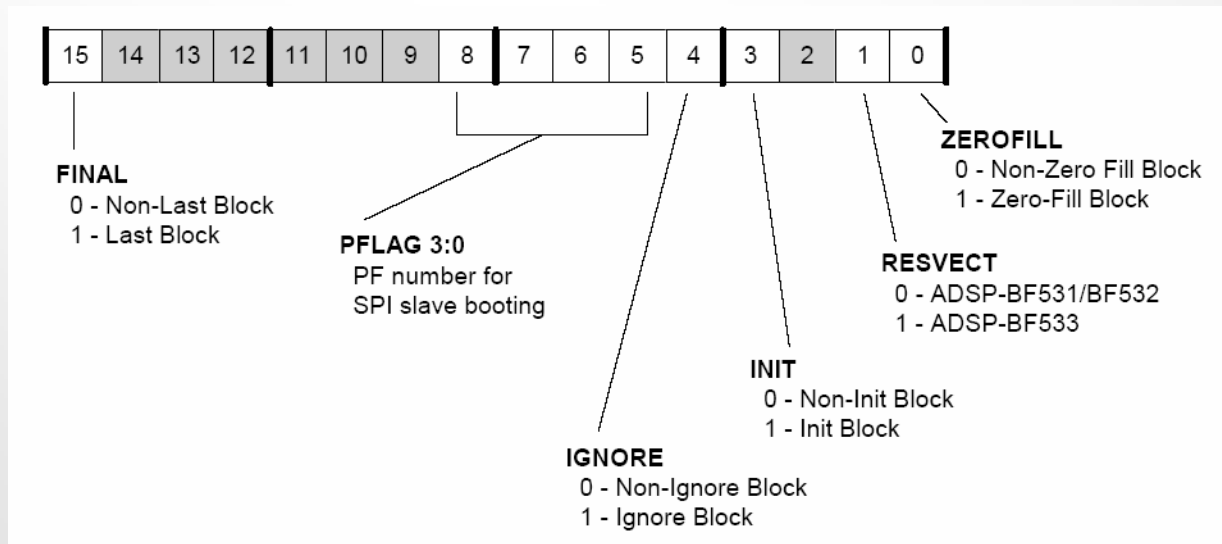 15 14 13 12 11 10 9 8 7 6 5 4 3 2 1 0
FINAL
0 - Non-Last Block
1 - Last Block
PFLAG 3:0
PF number for
SPI slave booting
IGNORE
0 - Non-Ignore Block
1 - Ignore Block
INIT
0 - Non-Init Block
1 - Init Block
RESVECT
0 - ADSP-BF531/BF532
1 - ADSP-BF533
ZEROFILL
0 - Non-Zero Fill Block
1 - Zero-Fill Block